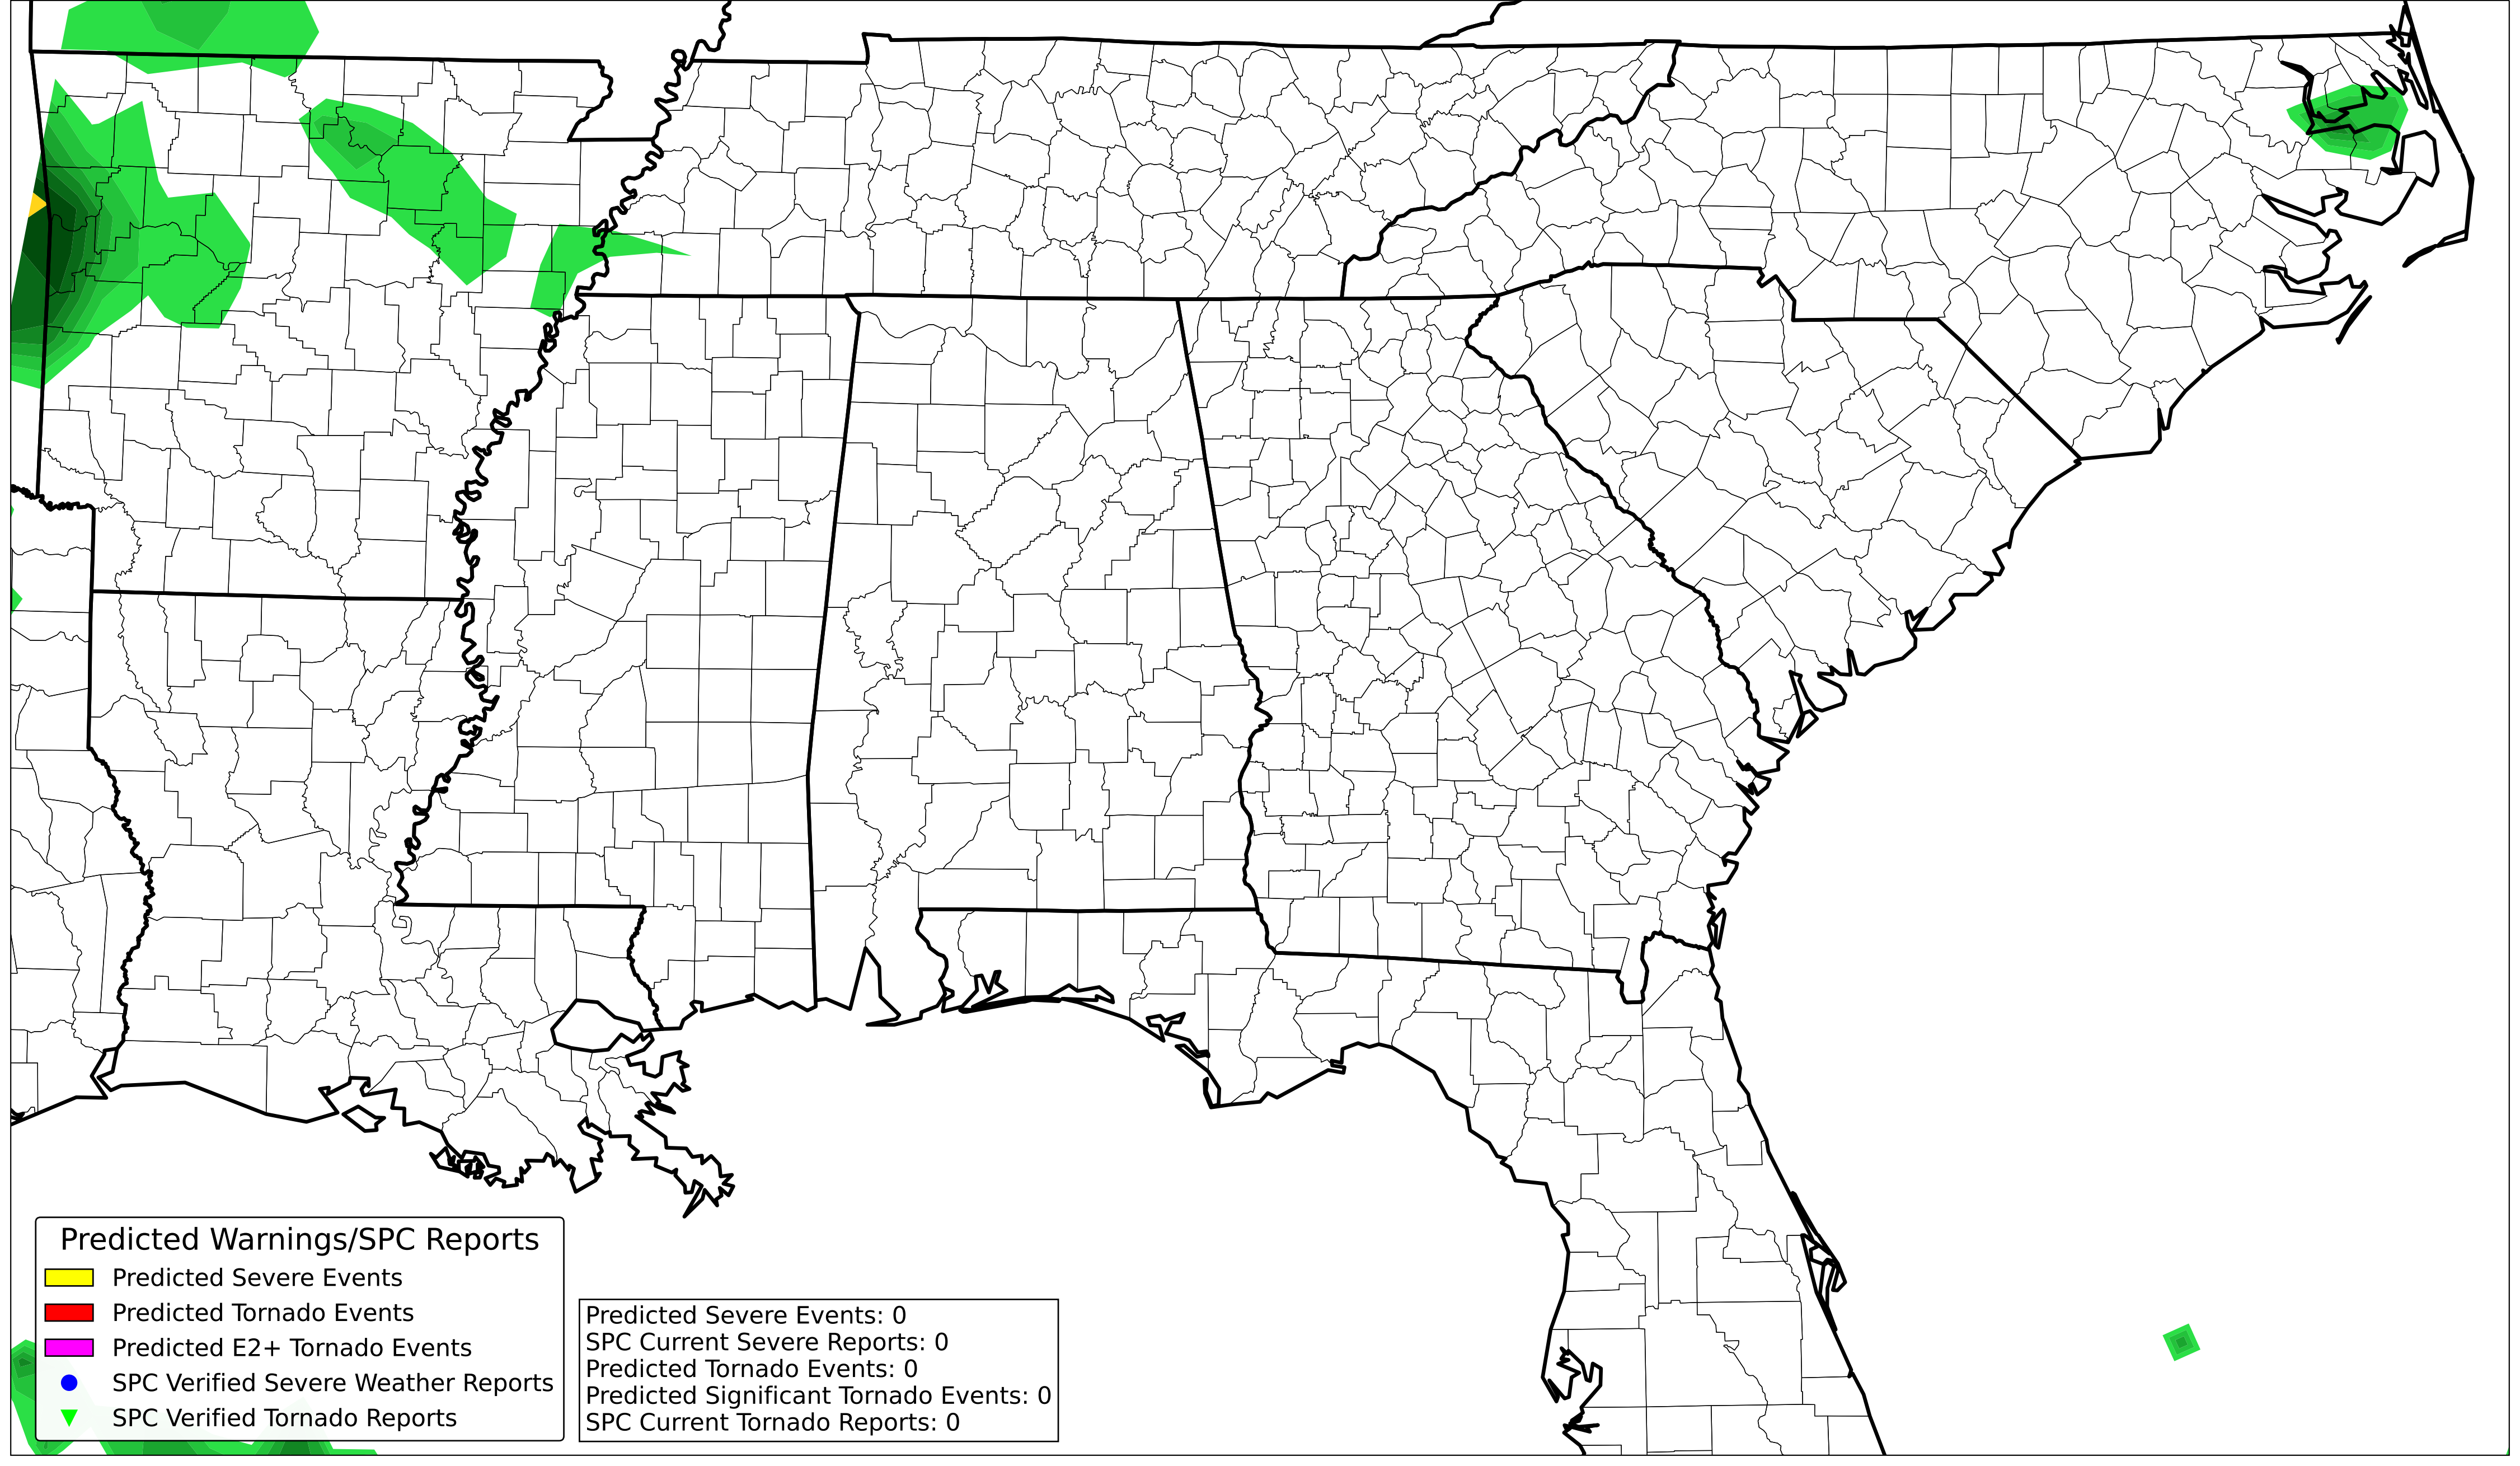 Predicted Warnings/SPC Reports
Predicted Severe Events
Predicted Tornado Events
Predicted E2+ Tornado Events
SPC Verified Severe Weather Reports
SPC Verified Tornado Reports
Predicted Severe Events: 0
SPC Current Severe Reports: 0
Predicted Tornado Events: 0
Predicted Significant Tornado Events: 0
SPC Current Tornado Reports: 0